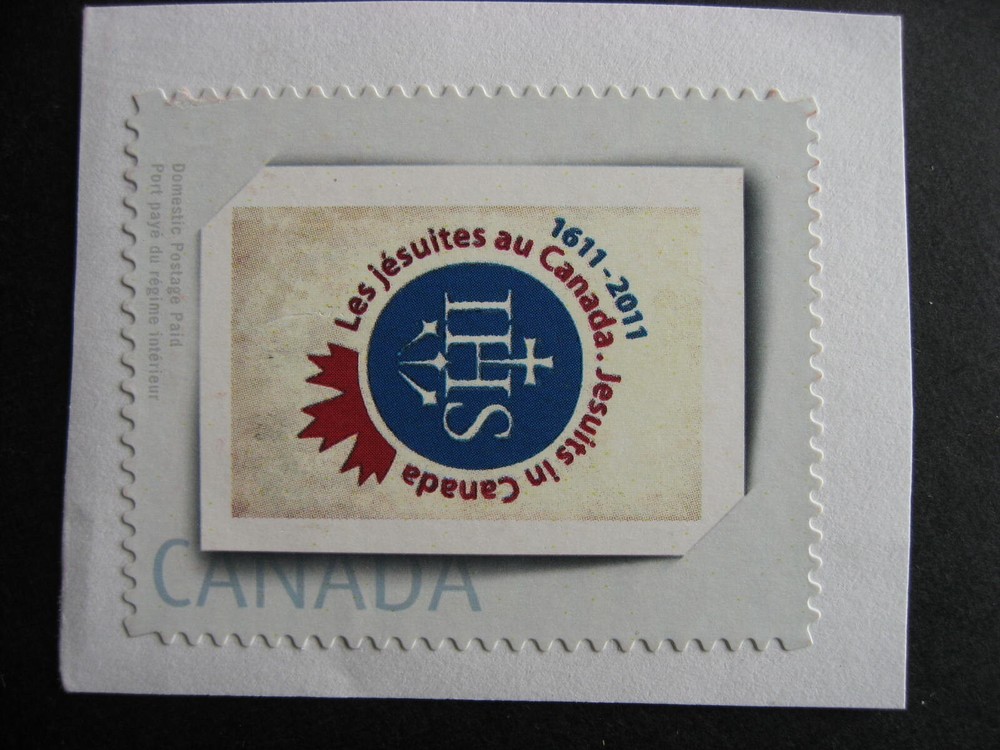 Domestic Postage Paid
Port payé du régime intérieur
1611-2011
Les jésuites au Canada . Jesuits in Canada
IHS
CANADA